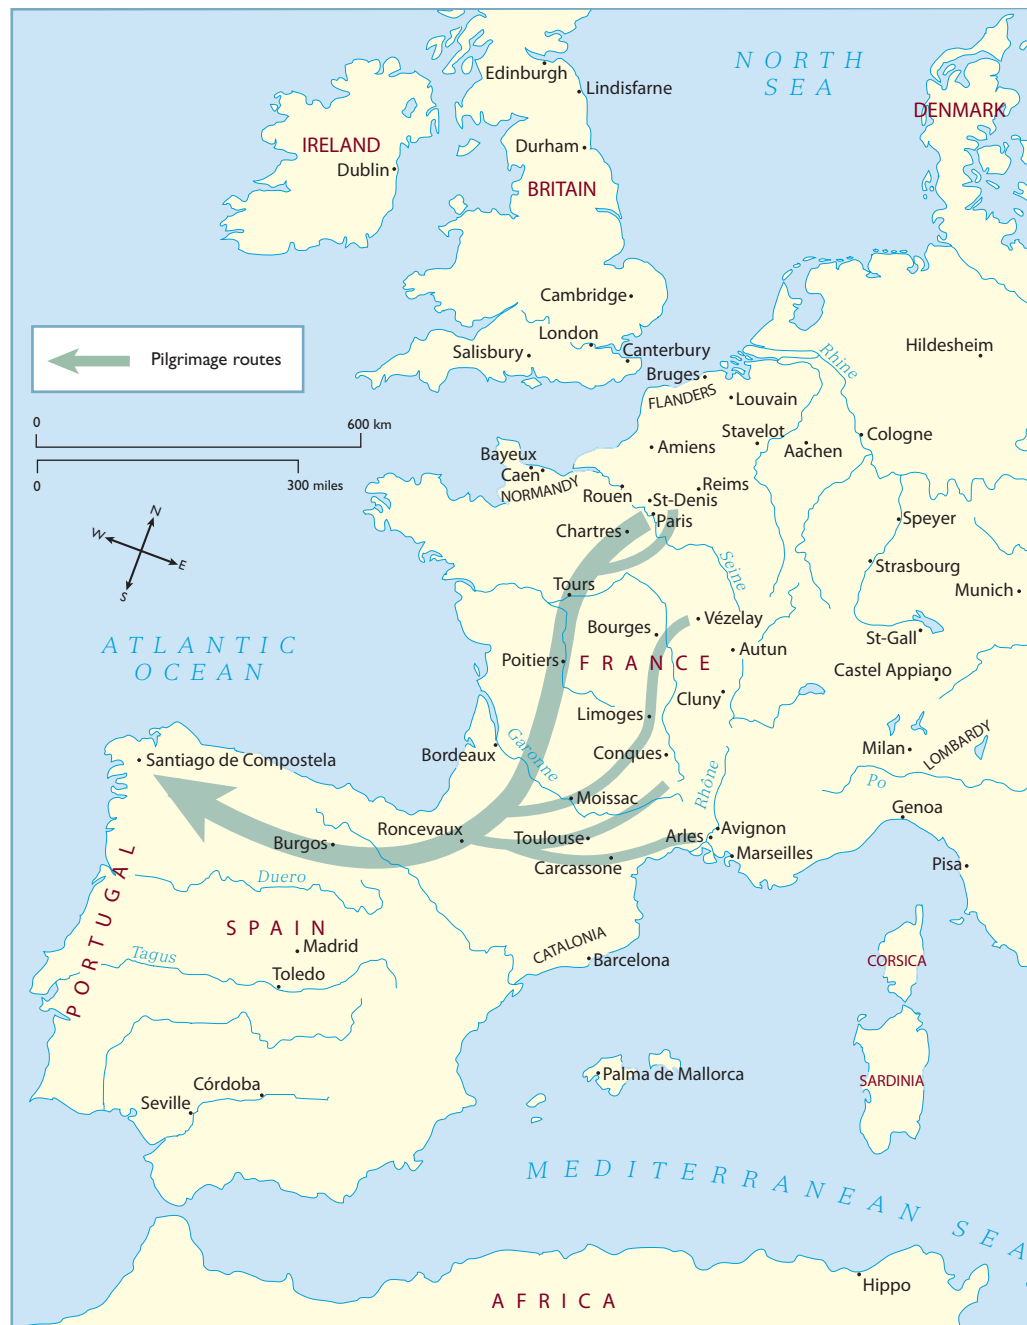 NORTH
SEA
Edinburgh
Lindisfarne
DENMARK
IRELAND
Dublin
Durham
BRITAIN
Cambridge
London
Salisbury
Canterbury
Bruges
FLANDERS
Louvain
Rhine
Hildesheim
Pilgrimage routes
0
600 km
0
300 miles
N
W
E
S
Bayeux
Caen
NORMANDY
Amiens
Stavelot
Aachen
Cologne
Rouen
St-Denis
Reims
Paris
Chartres
Speyer
Strasbourg
Munich
Seine
Tours
Bourges
Vézelay
St-Gall
ATLANTIC
OCEAN
Poitiers
FRANCE
Autun
Castel Appiano
Cluny
Limoges
Bordeaux
Garonne
Conques
Milan
LOMBARDY
Santiago de Compostela
Moissac
Rhône
Po
Genoa
Roncevaux
Burgos
Toulouse
Arles
Avignon
Carcassone
Marseilles
Pisa
Duero
PORTUGAL
SPAIN
Madrid
CATALONIA
Barcelona
Tagus
Toledo
CORSICA
Palma de Mallorca
SARDINIA
Córdoba
Seville
MEDITERRANEAN SEA
Hippo
AFRICA